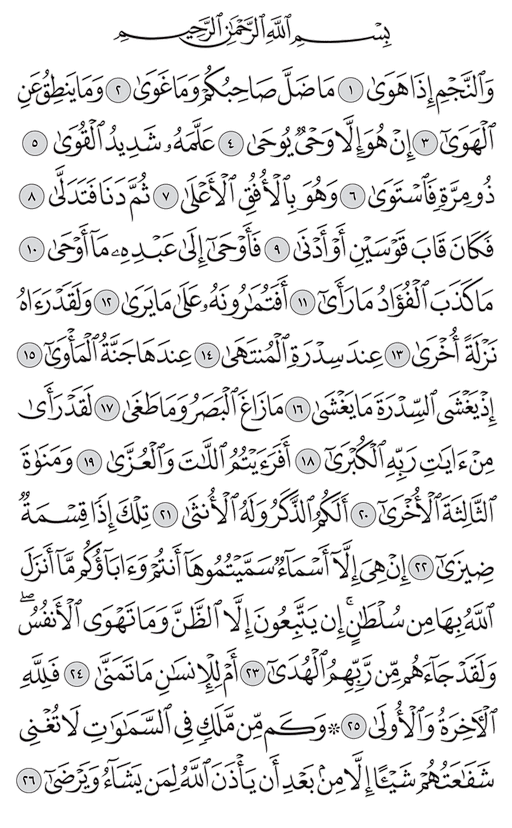 بِسْمِ ٱللَّهِ ٱلرَّحْمَٰنِ ٱلرَّحِيمِ
وَٱلنَّجْمِ إِذَا هَوَىٰ ١ مَا ضَلَّ صَاحِبُكُمْ وَمَا غَوَىٰ ٢ وَمَا يَنطِقُ عَنِ
ٱلْهَوَىٰٓ ٣ إِنْ هُوَ إِلَّا وَحْىٌ يُوحَىٰ ٤ عَلَّمَهُۥ شَدِيدُ ٱلْقُوَىٰ ٥
ذُو مِرَّةٍ فَٱسْتَوَىٰ ٦ وَهُوَ بِٱلْأُفُقِ ٱلْأَعْلَىٰ ٧ ثُمَّ دَنَا فَتَدَلَّىٰ ٨
فَكَانَ قَابَ قَوْسَيْنِ أَوْ أَدْنَىٰ ٩ فَأَوْحَىٰٓ إِلَىٰ عَبْدِهِۦ مَآ أَوْحَىٰ ١٠
مَا كَذَبَ ٱلْفُؤَادُ مَا رَأَىٰٓ ١١ أَفَتُمَٰرُونَهُۥ عَلَىٰ مَا يَرَىٰ ١٢ وَلَقَدْ رَءَاهُ
نَزْلَةً أُخْرَىٰ ١٣ عِندَ سِدْرَةِ ٱلْمُنتَهَىٰ ١٤ عِندَهَا جَنَّةُ ٱلْمَأْوَىٰٓ ١٥
إِذْ يَغْشَى ٱلسِّدْرَةَ مَا يَغْشَىٰ ١٦ مَا زَاغَ ٱلْبَصَرُ وَمَا طَغَىٰ ١٧ لَقَدْ رَأَىٰ
مِنْ ءَايَٰتِ رَبِّهِ ٱلْكُبْرَىٰٓ ١٨ أَفَرَءَيْتُمُ ٱللَّٰتَ وَٱلْعُزَّىٰ ١٩ وَمَنَوٰةَ
ٱلثَّالِثَةَ ٱلْأُخْرَىٰٓ ٢٠ أَلَكُمُ ٱلذَّكَرُ وَلَهُ ٱلْأُنثَىٰ ٢١ تِلْكَ إِذًا قِسْمَةٌ
ضِيزَىٰٓ ٢٢ إِنْ هِىَ إِلَّآ أَسْمَآءٌ سَمَّيْتُمُوهَآ أَنتُمْ وَءَابَآؤُكُم مَّآ أَنزَلَ
ٱللَّهُ بِهَا مِن سُلْطَٰنٍ ۚ إِن يَتَّبِعُونَ إِلَّا ٱلظَّنَّ وَمَا تَهْوَى ٱلْأَنفُسُ ۖ
وَلَقَدْ جَآءَهُم مِّن رَّبِّهِمُ ٱلْهُدَىٰٓ ٢٣ أَمْ لِلْإِنسَٰنِ مَا تَمَنَّىٰ ٢٤ فَلِلَّهِ
ٱلْءَاخِرَةُ وَٱلْأُولَىٰ ٢٥ ۞ وَكَم مِّن مَّلَكٍ فِى ٱلسَّمَٰوَٰتِ لَا تُغْنِى
شَفَٰعَتُهُمْ شَيْـًٔا إِلَّا مِنۢ بَعْدِ أَن يَأْذَنَ ٱللَّهُ لِمَن يَشَآءُ وَيَرْضَىٰٓ ٢٦